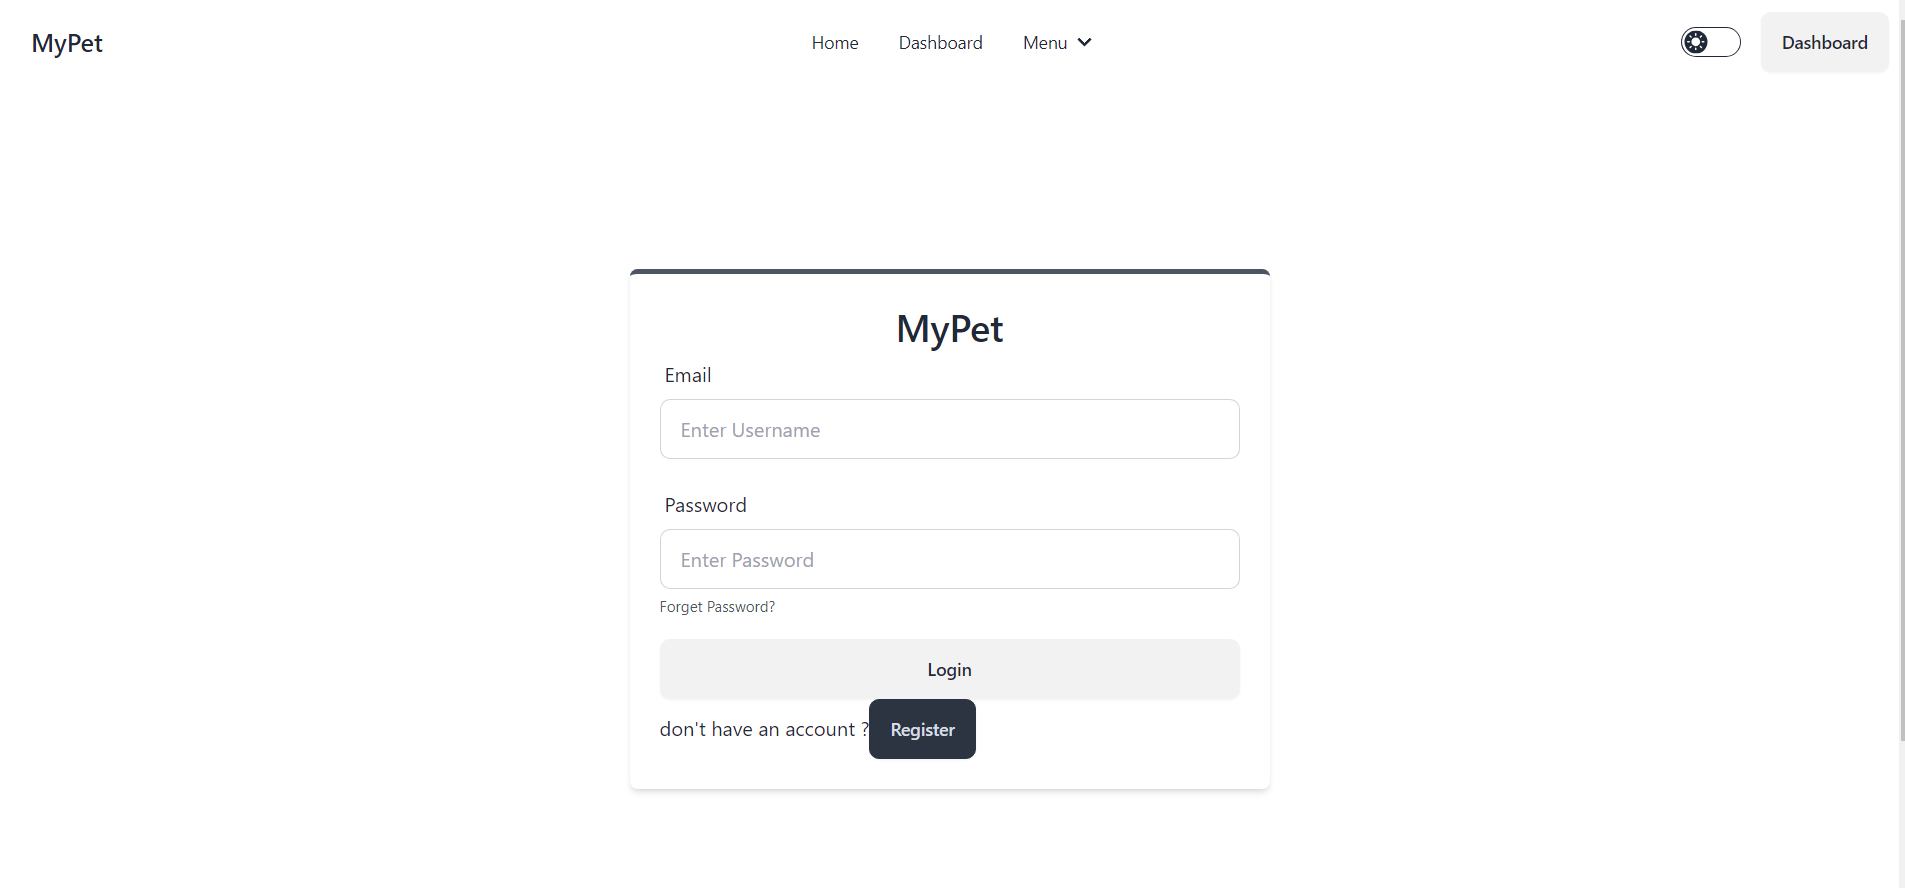 MyPet
Home Dashboard Menu
Dashboard
MyPet
Email
Enter Username
Password
Enter Password
Forget Password?
Login
don't have an account ? Register